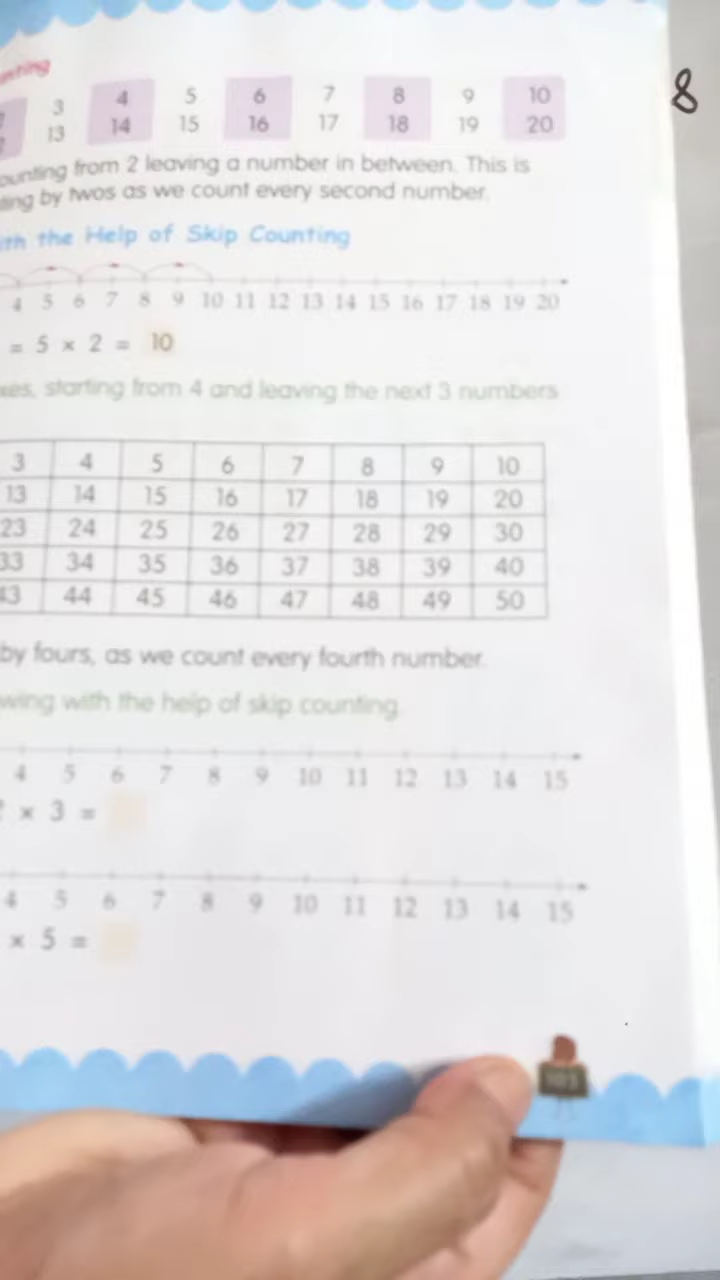 3 4 5 6 7 8 9 10
13 14 15 16 17 18 19 20
8
from 2 leaving a number in between. This is
by twos as we count every second number.
the Help of Skip Counting
4 5 6 7 8 9 10 11 12 13 14 15 16 17 18 19 20
= 5 × 2 = 10
starting from 4 and leaving the next 3 numbers
3 4 5 6 7 8 9 10
13 14 15 16 17 18 19 20
23 24 25 26 27 28 29 30
33 34 35 36 37 38 39 40
43 44 45 46 47 48 49 50
by fours, as we count every fourth number.
with the help of skip counting.
4 5 6 7 8 9 10 11 12 13 14 15
× 3 =
4 5 6 7 8 9 10 11 12 13 14 15
× 5 =